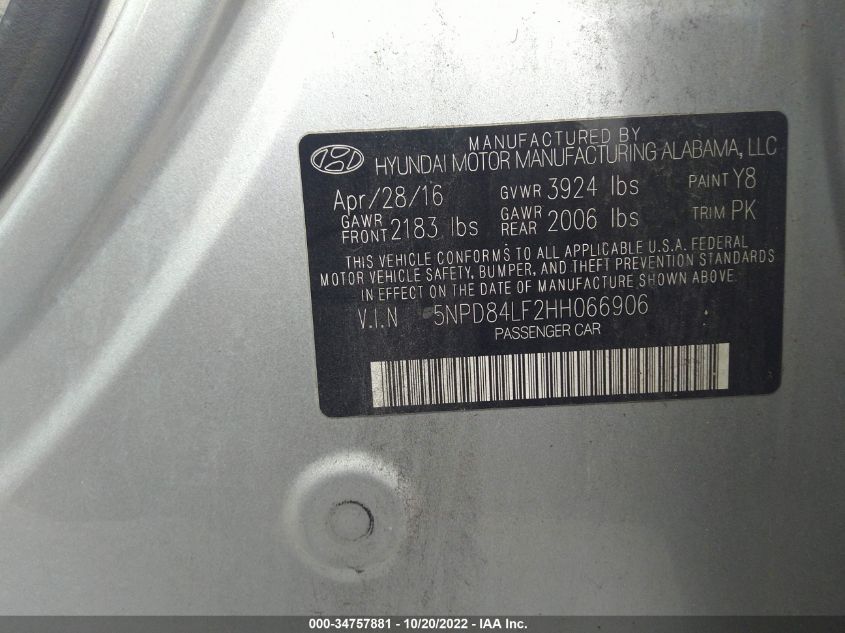 MANUFACTURED BY
HYUNDAI MOTOR MANUFACTURING ALABAMA, LLC
Apr/28/16 GVWR 3924 lbs PAINT Y8
GAWR FRONT 2183 lbs GAWR REAR 2006 lbs TRIM PK
THIS VEHICLE CONFORMS TO ALL APPLICABLE U.S.A. FEDERAL
MOTOR VEHICLE SAFETY, BUMPER, AND THEFT PREVENTION STANDARDS
IN EFFECT ON THE DATE OF MANUFACTURE SHOWN ABOVE.
V.I.N 5NPD84LF2HH066906
PASSENGER CAR
000-34757881 - 10/20/2022 - IAA Inc.